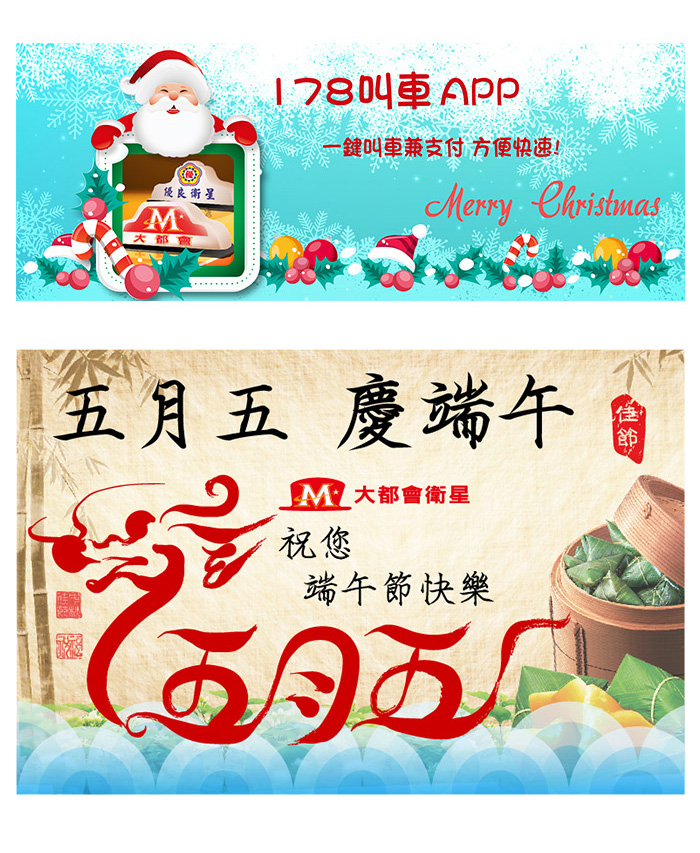 178叫車APP
一鍵叫車兼支付 方便快速!
Merry Christmas
優
優良衛星
M
大都會
五月五 慶端午
佳節
M 大都會衛星
祝您
端午節快樂
五月五